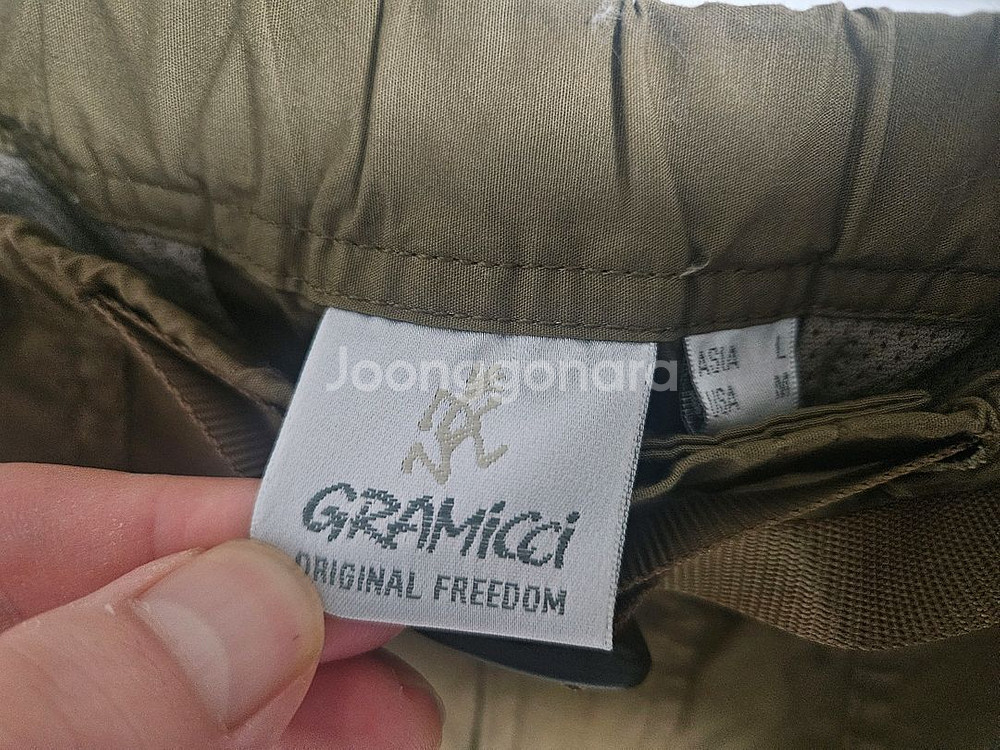 Joonggonara
GRAMiCCi
ORIGINAL FREEDOM
ASIA L
USA M